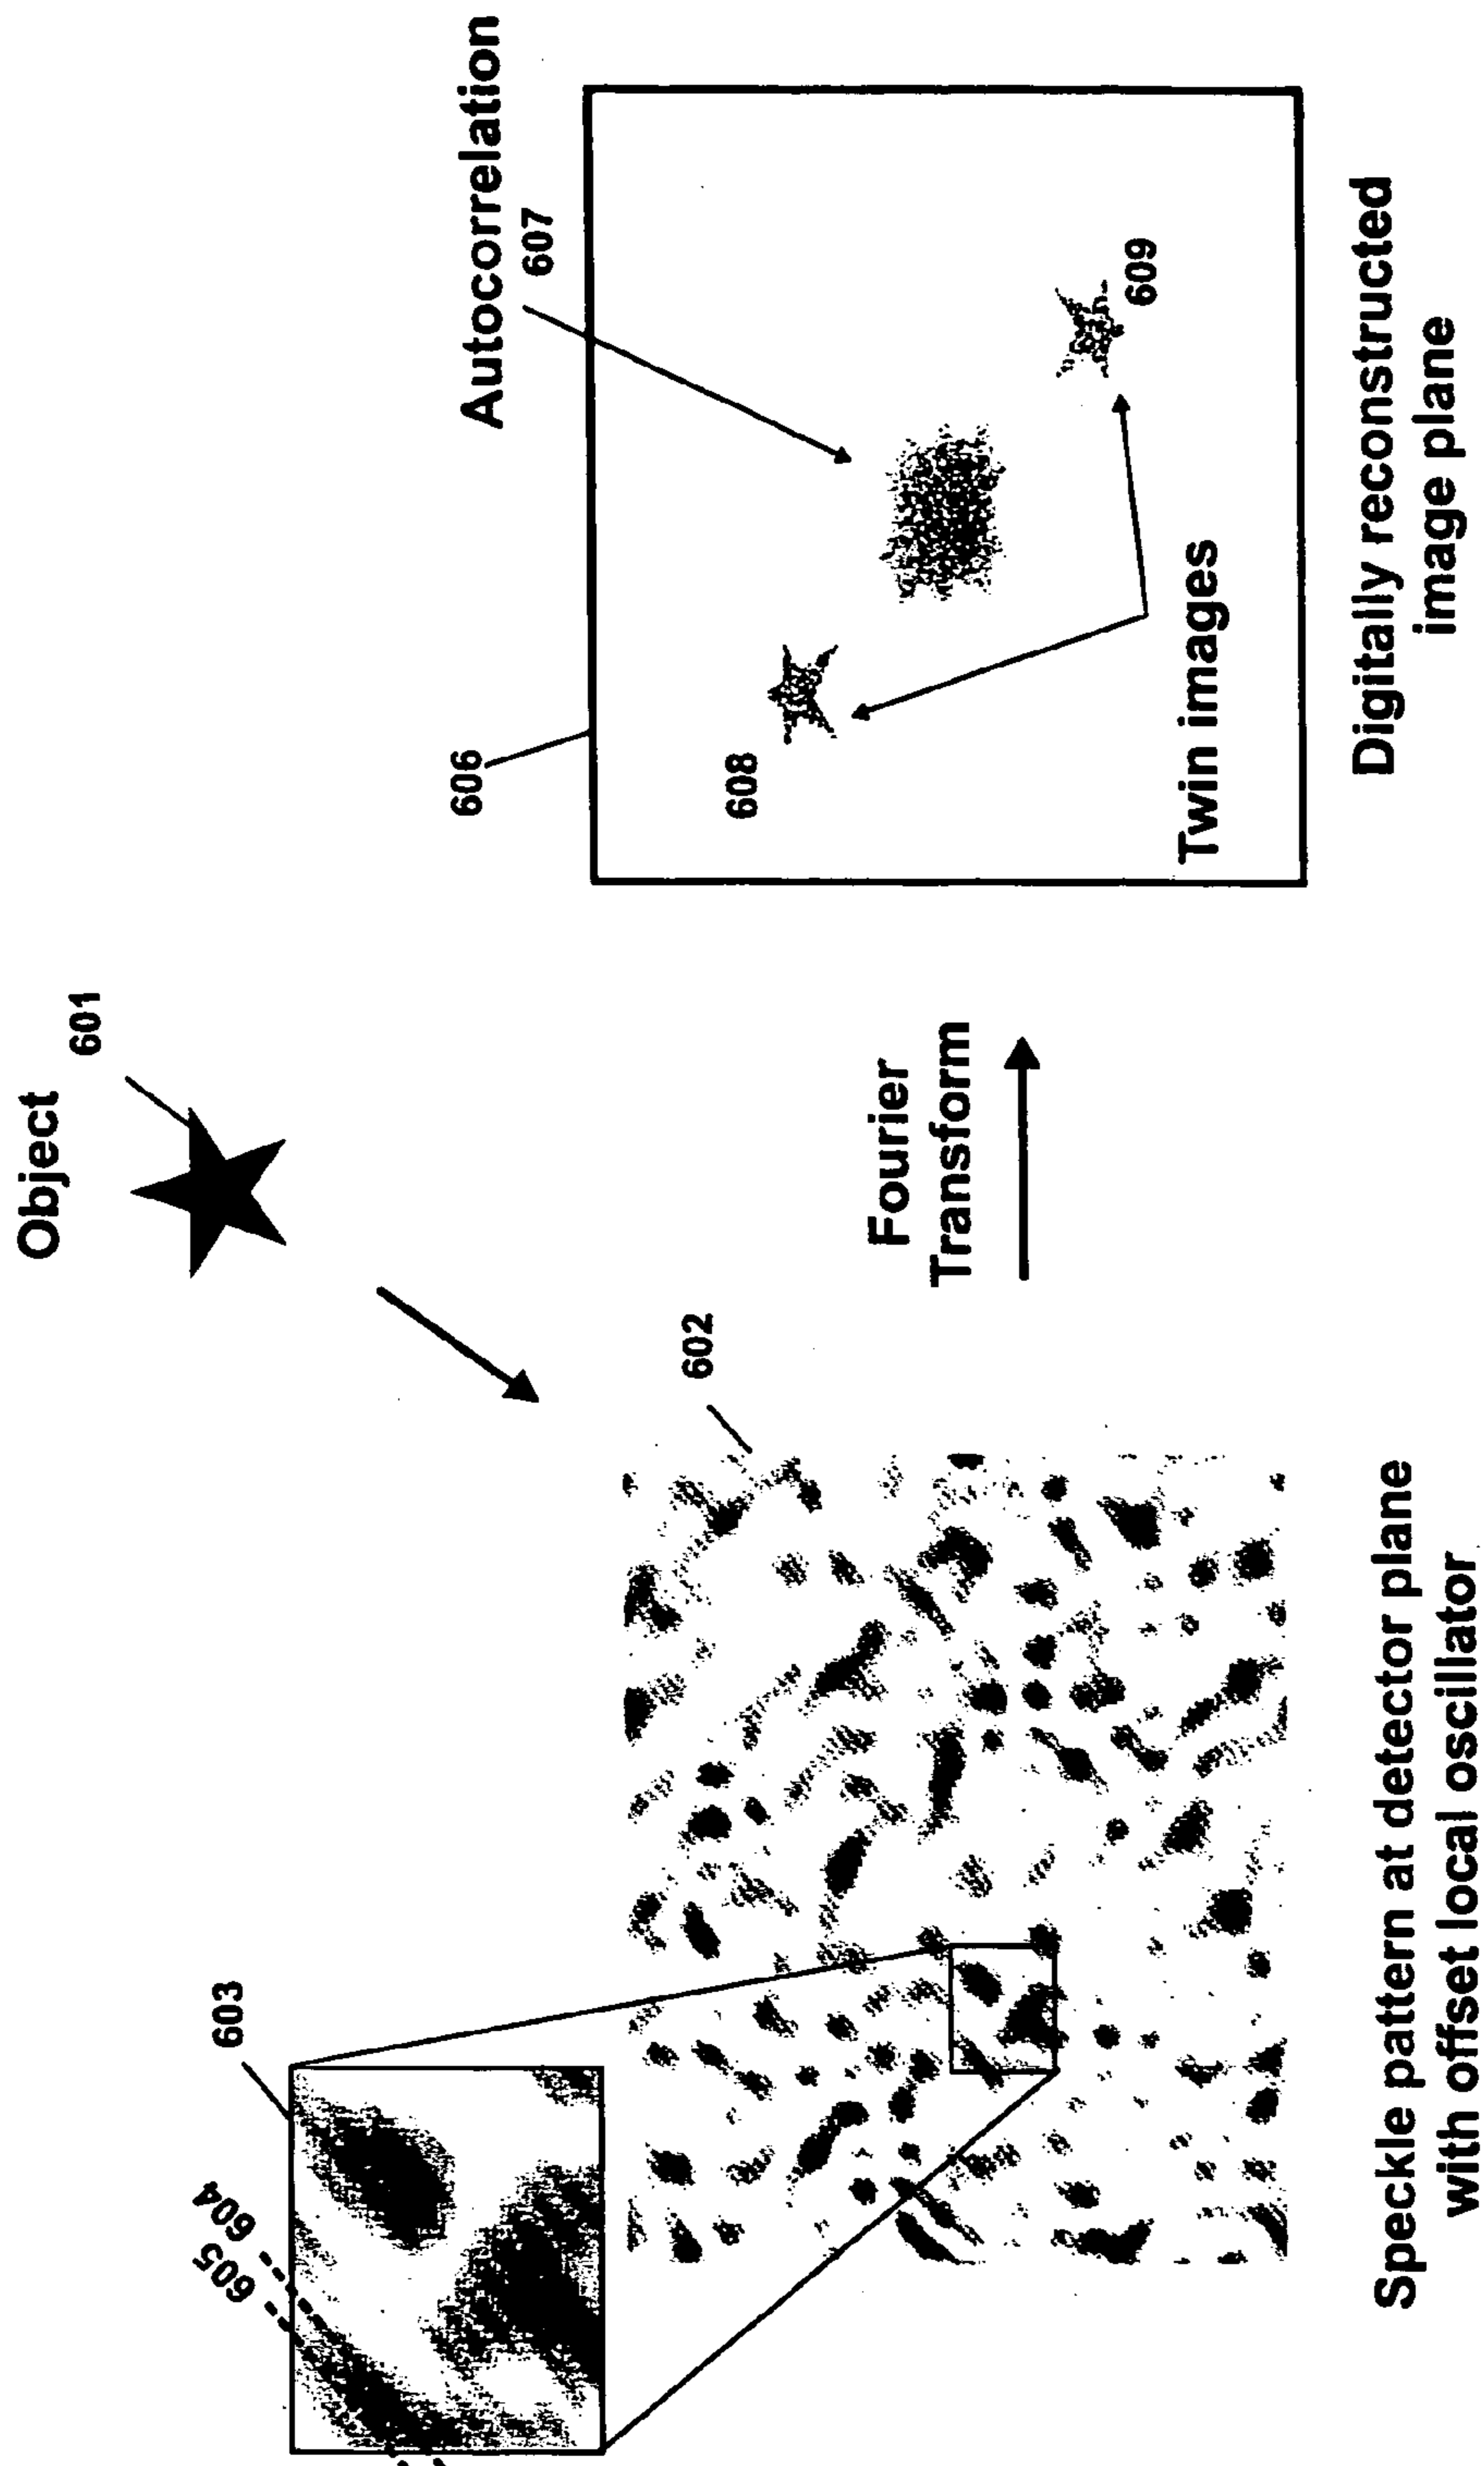 Object
601
603
604
605
602
Fourier
Transform
Autocorrelation
607
606
608
609
Twin images
Speckle pattern at detector plane
with offset local oscillator
Digitally reconstructed
image plane